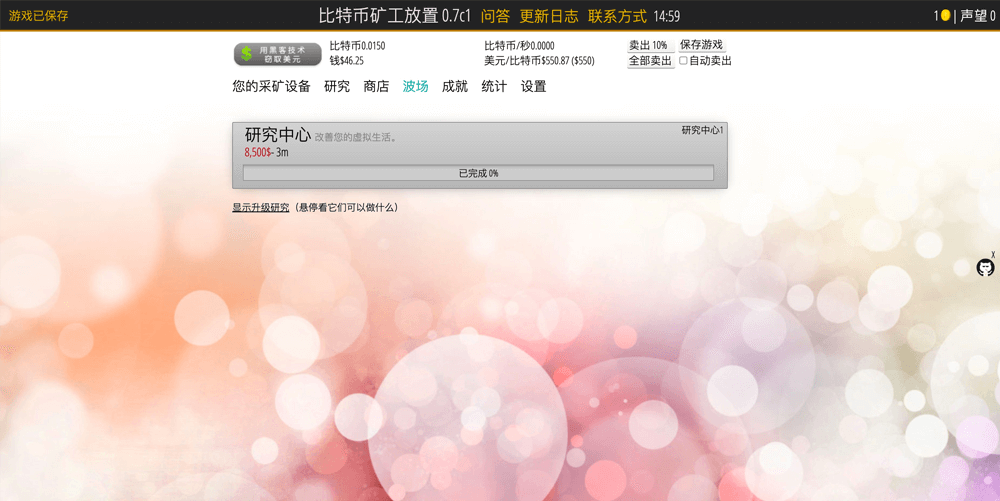 游戏已保存 比特币矿工放置 0.7c1 问答 更新日志 联系方式 14:59 1 | 声望 0
用黑客技术
窃取美元
比特币0.0150 比特币/秒0.0000 卖出 10% 保存游戏
钱$46.25 美元/比特币$550.87 ($550) 全部卖出 自动卖出
您的采矿设备 研究 商店 波场 成就 统计 设置
研究中心 改善您的虚拟生活。 研究中心1
8,500$- 3m
已完成 0%
显示升级研究（悬停看它们可以做什么）
X